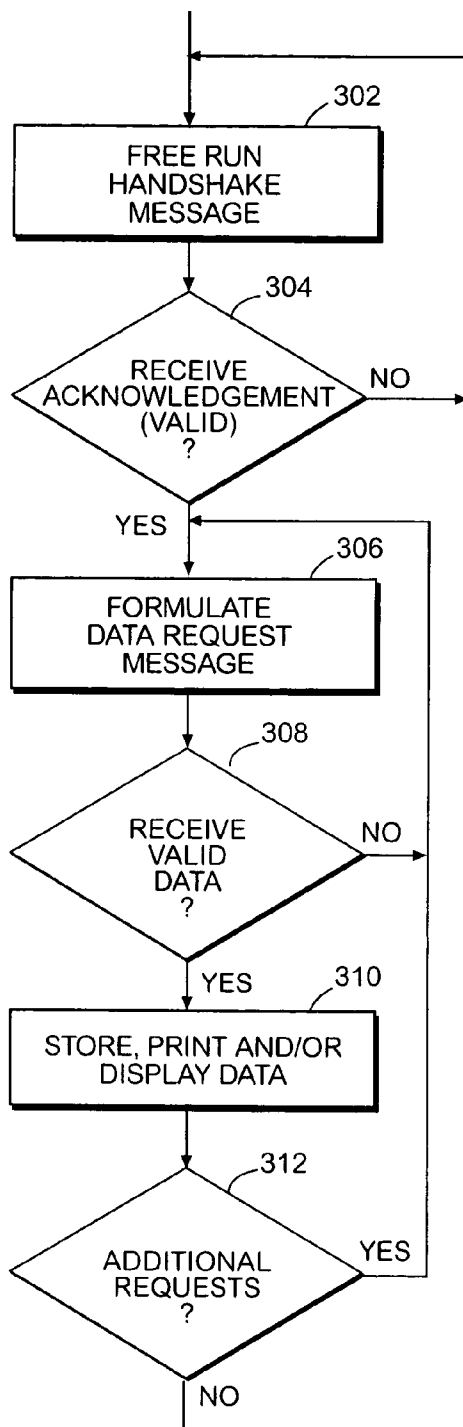 302
FREE RUN
HANDSHAKE
MESSAGE
304
RECEIVE
ACKNOWLEDGEMENT
(VALID)
?
NO
YES
306
FORMULATE
DATA REQUEST
MESSAGE
308
RECEIVE
VALID
DATA
?
NO
YES
310
STORE, PRINT AND/OR
DISPLAY DATA
312
ADDITIONAL
REQUESTS
?
YES
NO